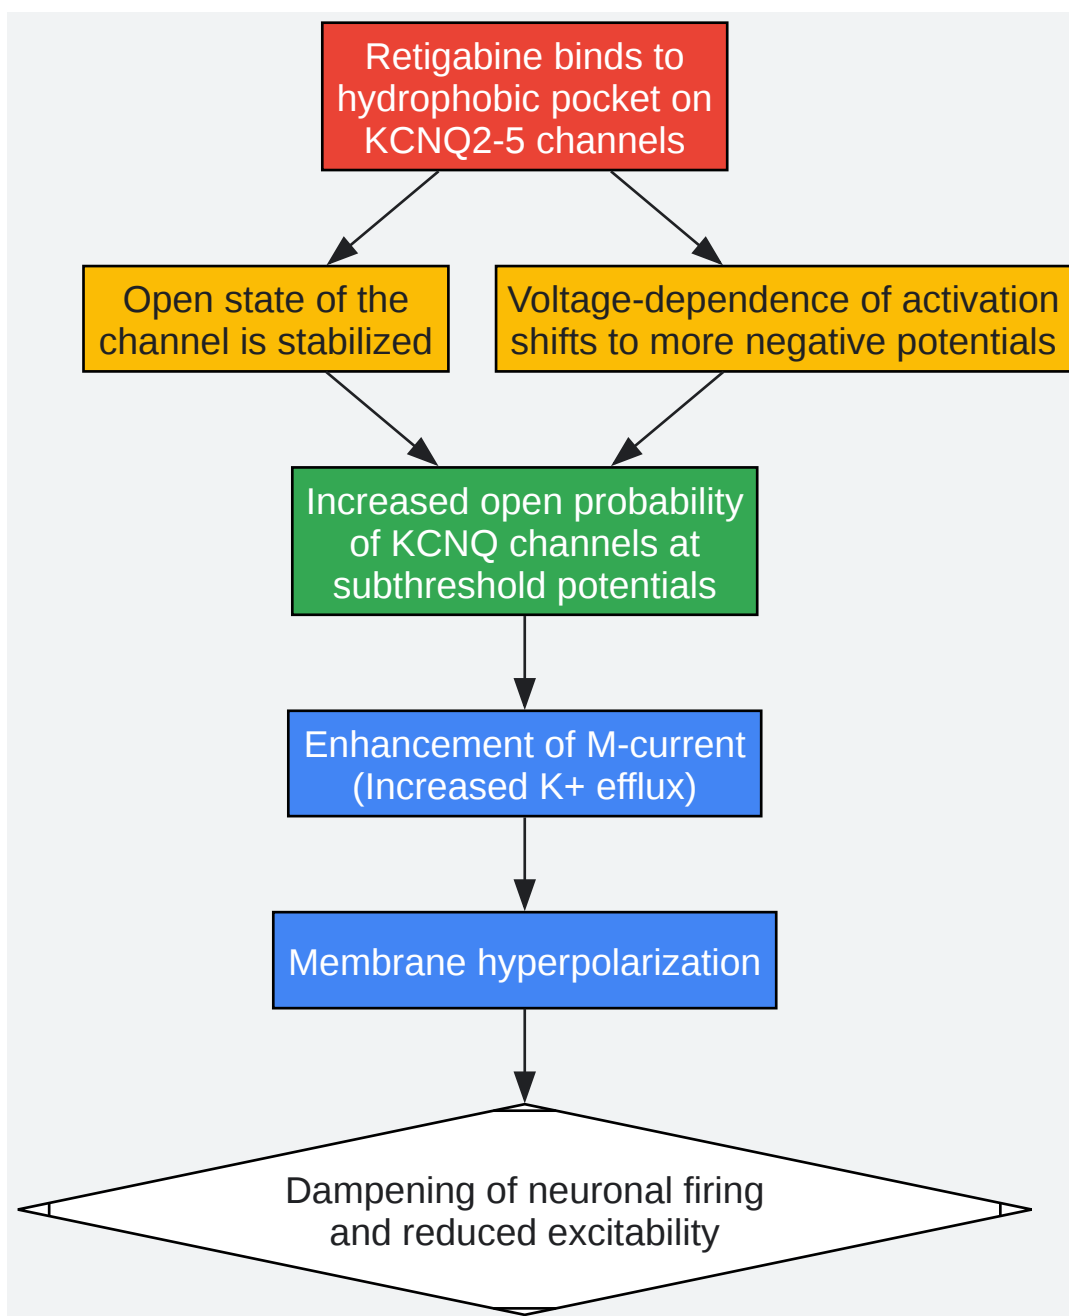 Retigabine binds to
hydrophobic pocket on
KCNQ2-5 channels
Open state of the
channel is stabilized
Voltage-dependence of activation
shifts to more negative potentials
Increased open probability
of KCNQ channels at
subthreshold potentials
Enhancement of M-current
(Increased K+ efflux)
Membrane hyperpolarization
Dampening of neuronal firing
and reduced excitability